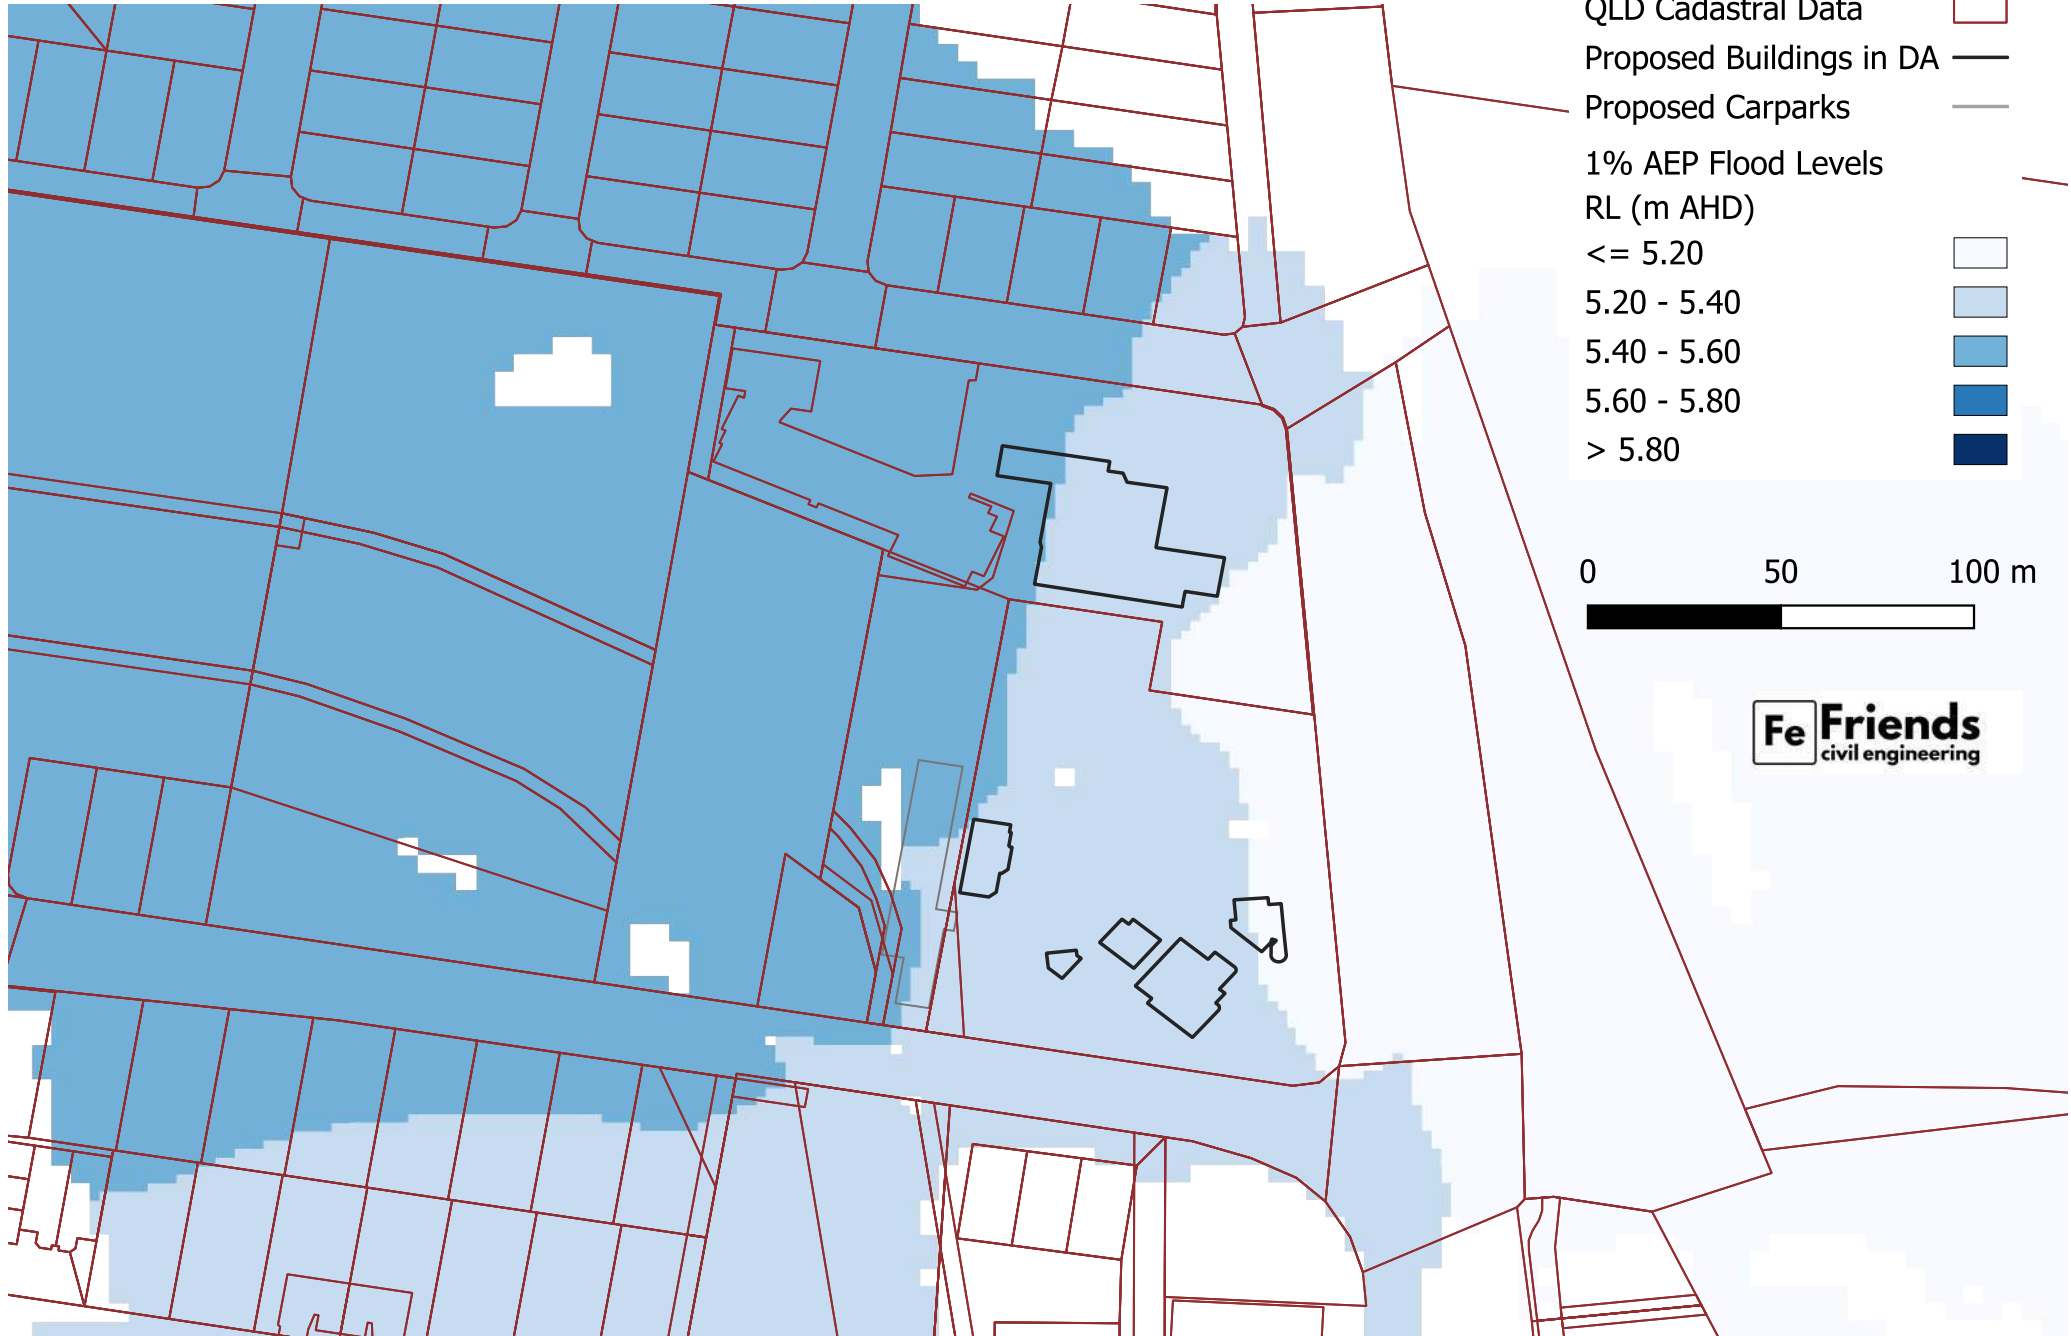 QLD Cadastral Data
Proposed Buildings in DA
Proposed Carparks
1% AEP Flood Levels
RL (m AHD)
<= 5.20
5.20 - 5.40
5.40 - 5.60
5.60 - 5.80
> 5.80
0 50 100 m
Fe Friends
civil engineering